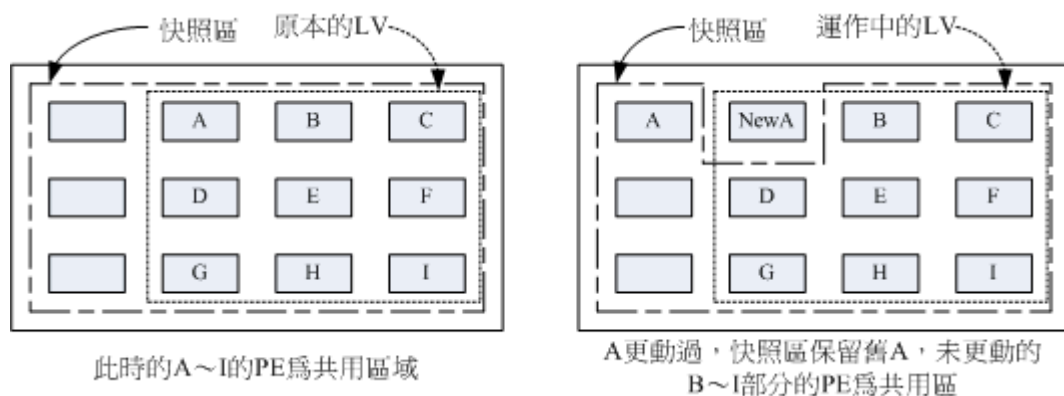 快照區
原本的LV
A
B
C
D
E
F
G
H
I
此時的A～I的PE爲共用區域
快照區
運作中的LV
A
NewA
B
C
D
E
F
G
H
I
A更動過，快照區保留舊A，未更動的
B～I部分的PE爲共用區